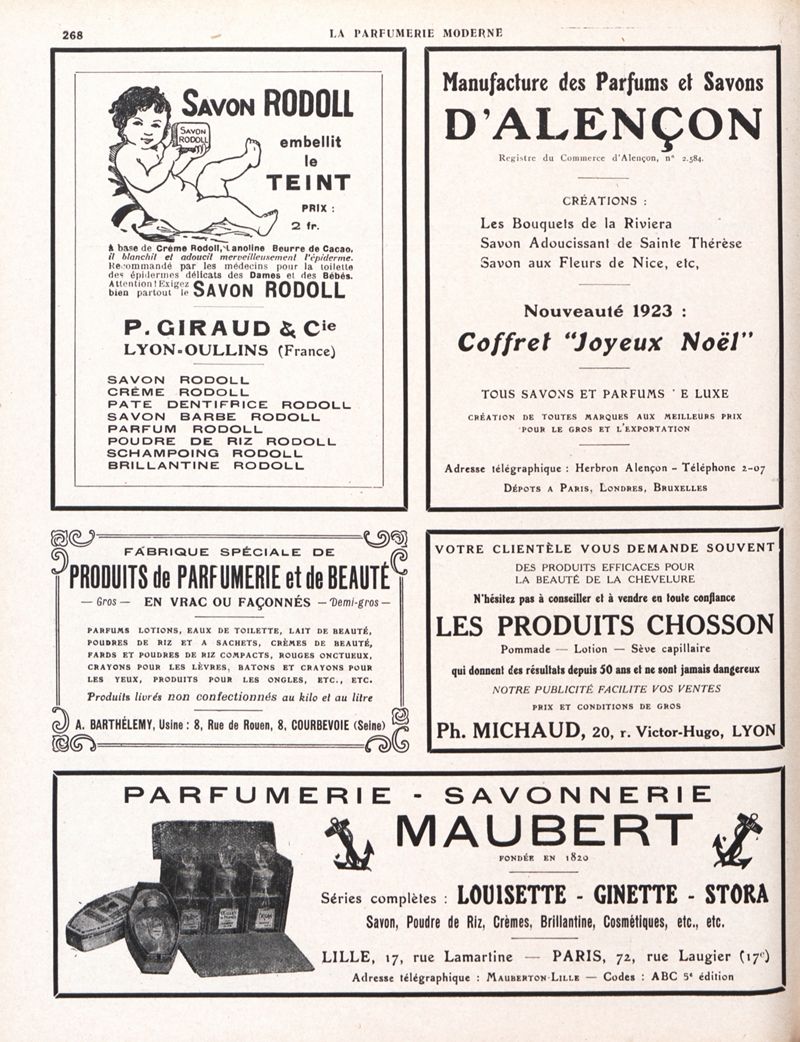 268
LA PARFUMERIE MODERNE
SAVON RODOLL
SAVON
RODOLL
embellit
le
TEINT
PRIX :
2 fr.
à base de Crème Rodoll, Lanoline Beurre de Cacao,
il blanchit et adoucit merveilleusement l'épiderme.
Recommandé par les médecins pour la toilette
des épidermes délicats des Dames et des Bébés.
Attention! Exigez
bien partout le SAVON RODOLL
P. GIRAUD & Cie
LYON-OULLINS (France)
SAVON RODOLL
CRÈME RODOLL
PATE DENTIFRICE RODOLL
SAVON BARBE RODOLL
PARFUM RODOLL
POUDRE DE RIZ RODOLL
SCHAMPOING RODOLL
BRILLANTINE RODOLL
Manufacture des Parfums et Savons
D'ALENÇON
Registre du Commerce d'Alençon, n° 2.584.
CRÉATIONS :
Les Bouquets de la Riviera
Savon Adoucissant de Sainte Thérèse
Savon aux Fleurs de Nice, etc,
Nouveauté 1923 :
Coffret "Joyeux Noël"
TOUS SAVONS ET PARFUMS ' E LUXE
CRÉATION DE TOUTES MARQUES AUX MEILLEURS PRIX
POUR LE GROS ET L'EXPORTATION
Adresse télégraphique : Herbron Alençon - Téléphone 2-07
DÉPOTS A PARIS, LONDRES, BRUXELLES
FABRIQUE SPÉCIALE DE
PRODUITS de PARFUMERIE et de BEAUTÉ
— Gros — EN VRAC OU FAÇONNÉS — Demi-gros —
PARFUMS LOTIONS, EAUX DE TOILETTE, LAIT DE BEAUTÉ,
POUDRES DE RIZ ET A SACHETS, CRÈMES DE BEAUTÉ,
FARDS ET POUDRES DE RIZ COMPACTS, ROUGES ONCTUEUX,
CRAYONS POUR LES LÈVRES, BATONS ET CRAYONS POUR
LES YEUX, PRODUITS POUR LES ONGLES, ETC., ETC.
Produits livrés non confectionnés au kilo et au litre
A. BARTHÉLEMY, Usine : 8, Rue de Rouen, 8, COURBEVOIE (Seine)
VOTRE CLIENTÈLE VOUS DEMANDE SOUVENT
DES PRODUITS EFFICACES POUR
LA BEAUTÉ DE LA CHEVELURE
N'hésitez pas à conseiller et à vendre en toute confiance
LES PRODUITS CHOSSON
Pommade — Lotion — Sève capillaire
qui donnent des résultats depuis 50 ans et ne sont jamais dangereux
NOTRE PUBLICITÉ FACILITE VOS VENTES
PRIX ET CONDITIONS DE GROS
Ph. MICHAUD, 20, r. Victor-Hugo, LYON
PARFUMERIE - SAVONNERIE
MAUBERT
FONDÉE EN 1820
Séries complètes : LOUISETTE - GINETTE - STORA
Savon, Poudre de Riz, Crèmes, Brillantine, Cosmétiques, etc., etc.
LILLE, 17, rue Lamartine — PARIS, 72, rue Laugier (17e)
Adresse télégraphique : MAUBERTON-LILLE — Codes : ABC 5e édition